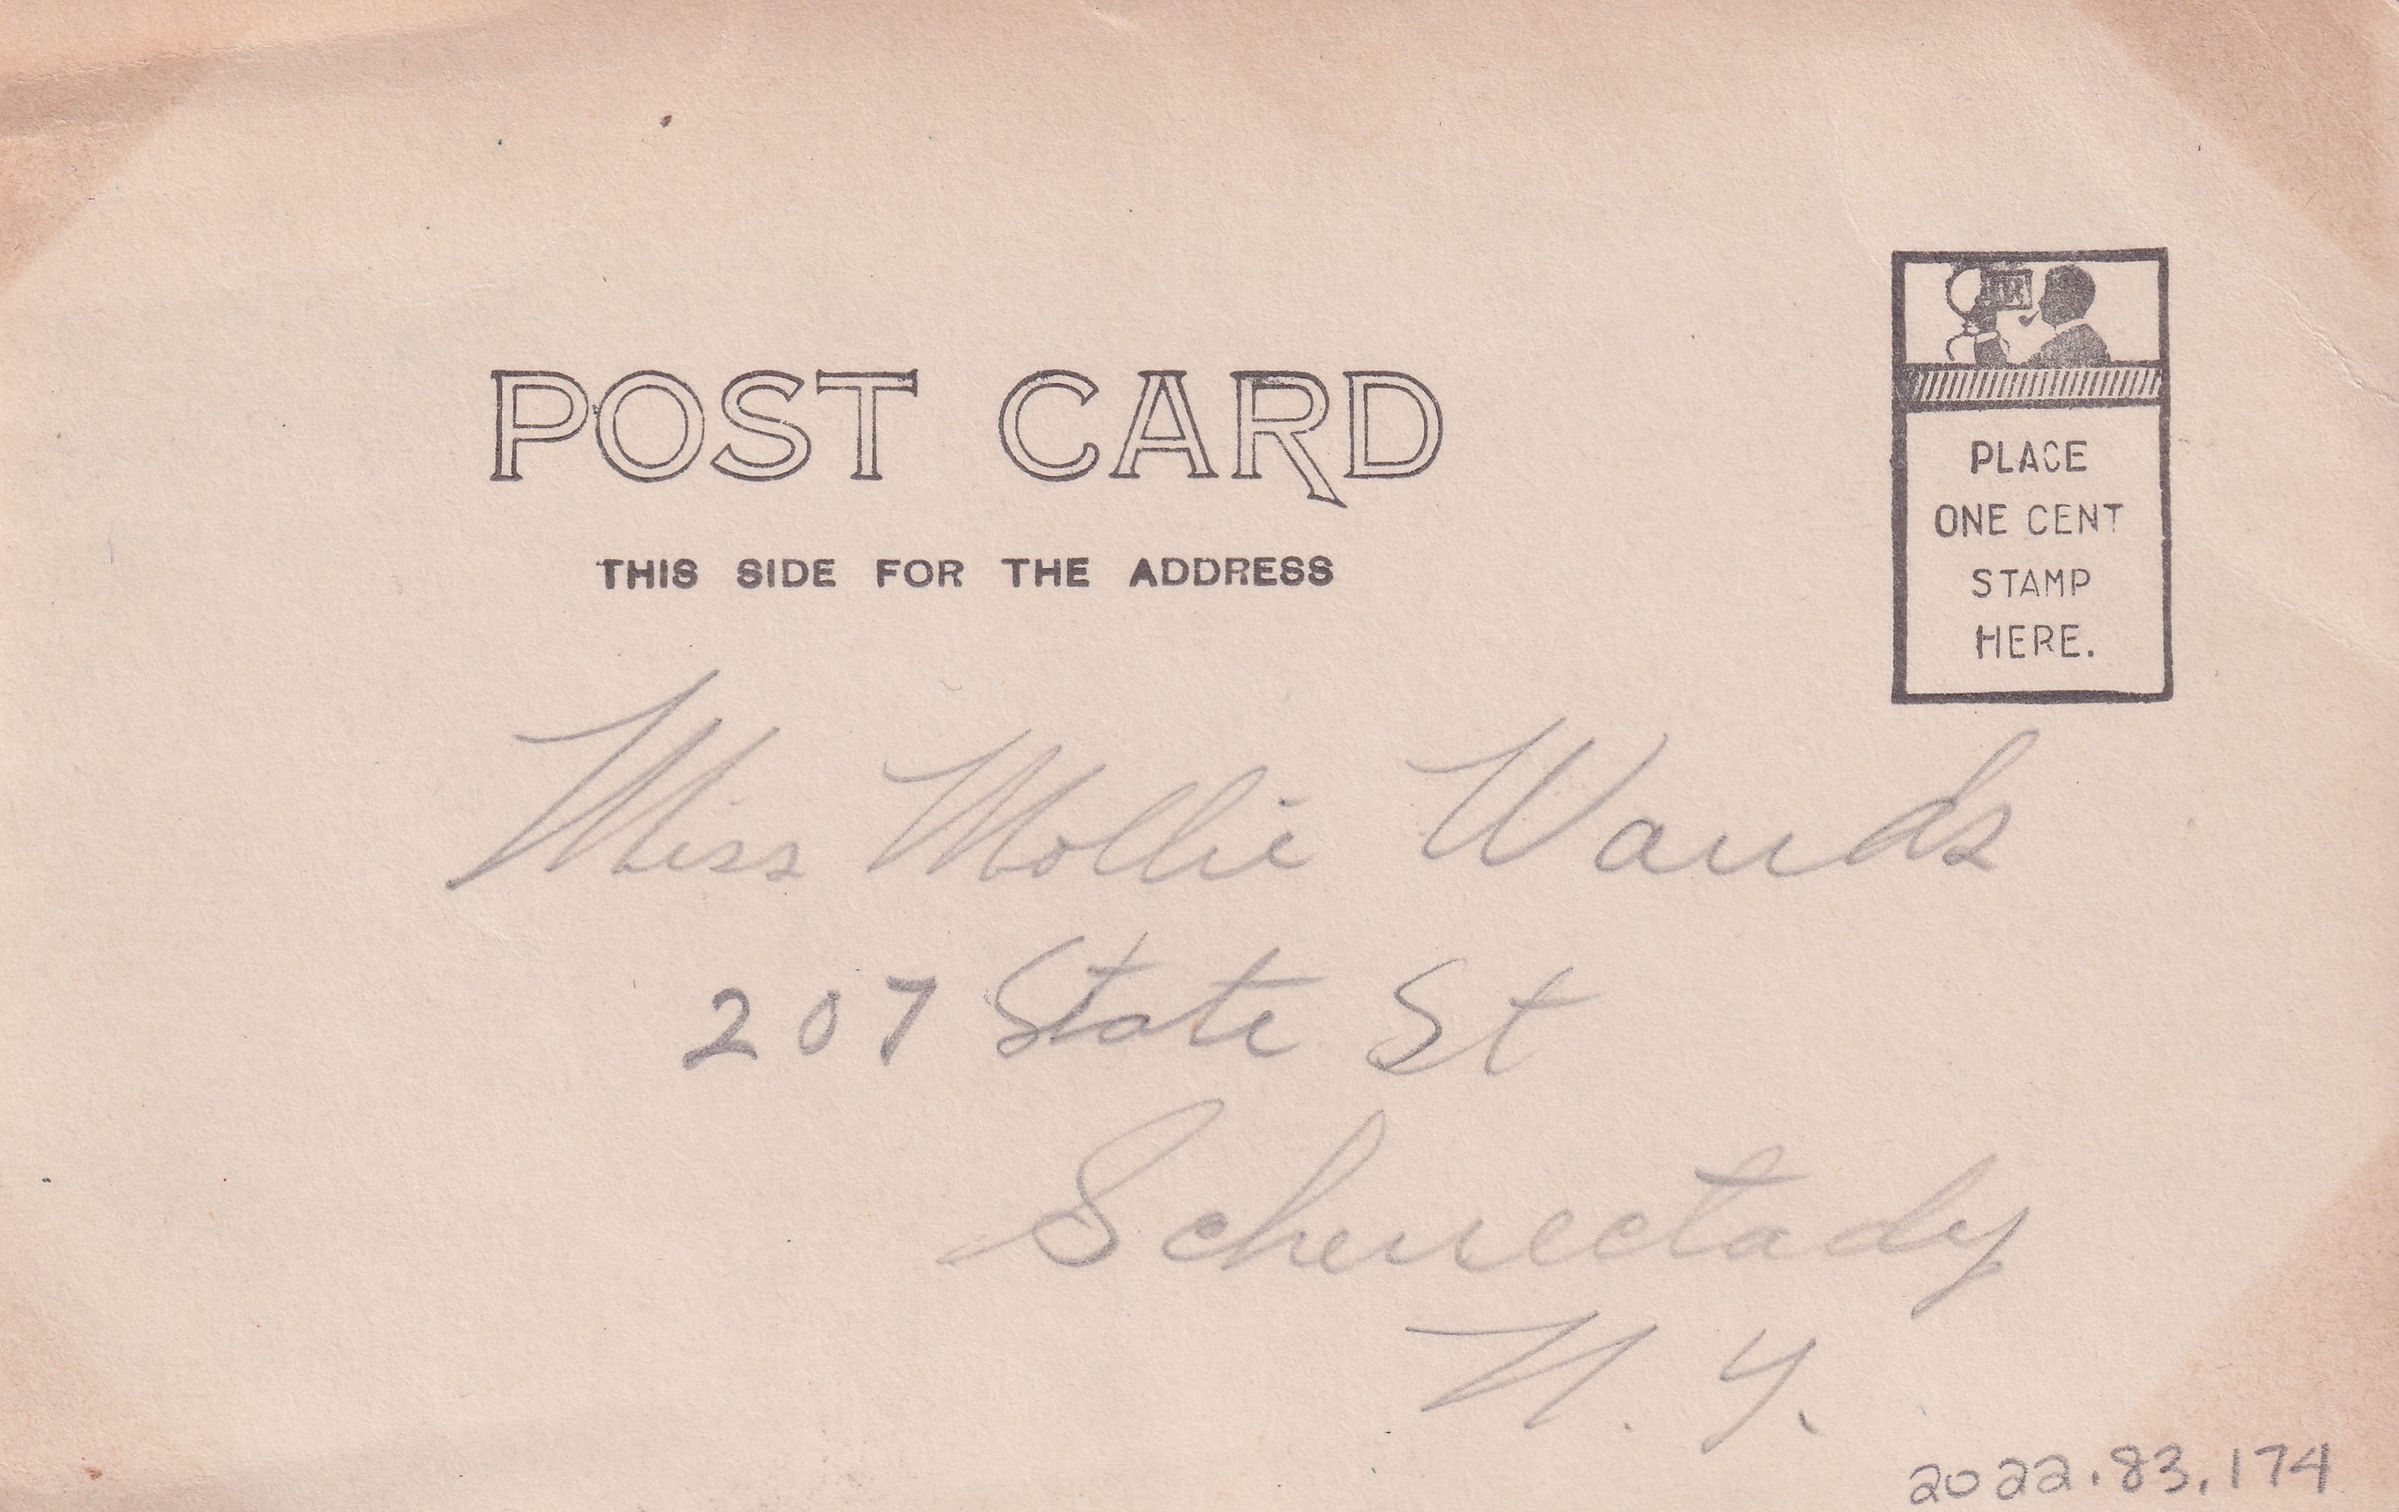 POST CARD
THIS SIDE FOR THE ADDRESS
PLACE
ONE CENT
STAMP
HERE.
Miss Mollie Wands
207 State St
Schenectady
N. Y.
2022.83.174